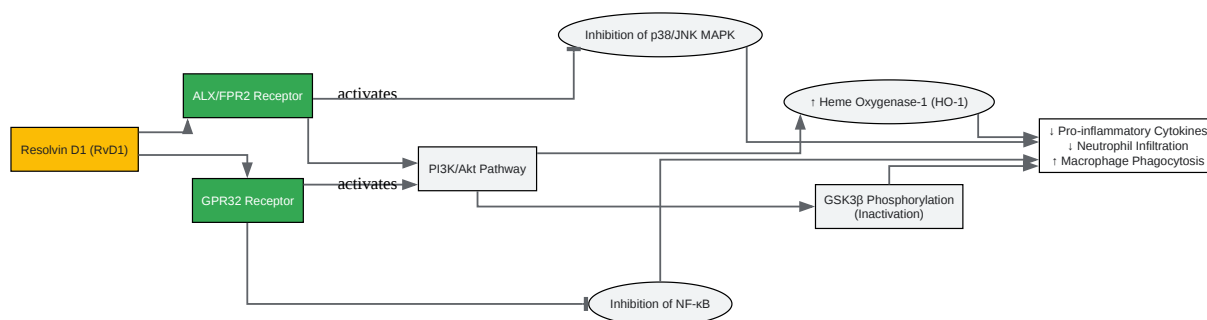 Inhibition of p38/JNK MAPK
ALX/FPR2 Receptor
activates
↑ Heme Oxygenase-1 (HO-1)
Resolvin D1 (RvD1)
↓ Pro-inflammatory Cytokines
↓ Neutrophil Infiltration
↑ Macrophage Phagocytosis
PI3K/Akt Pathway
activates
GPR32 Receptor
GSK3β Phosphorylation
(Inactivation)
Inhibition of NF-κB